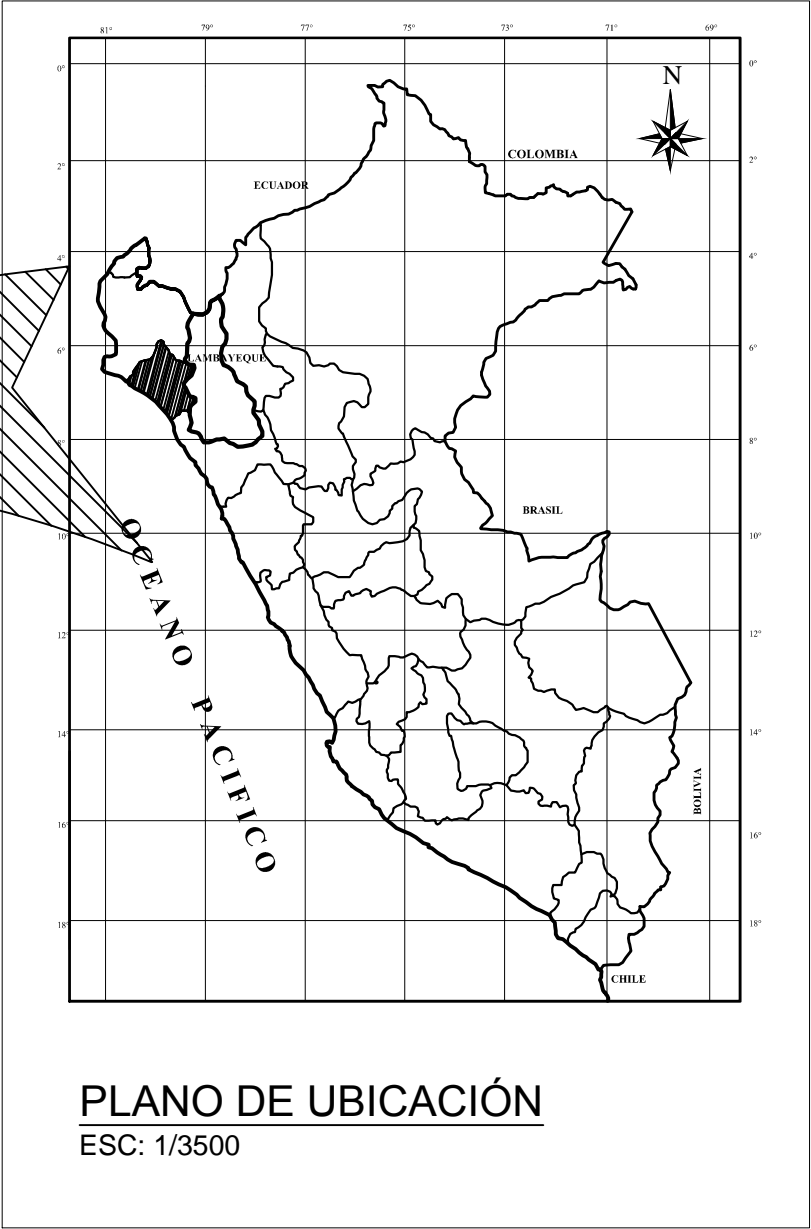 81° 79° 77° 75° 73° 71° 69°
N
0° 0°
COLOMBIA
2° 2°
ECUADOR
4° 4°
6° 6°
LAMBAYEQUE
8° 8°
BRASIL
10° 10°
OCEANO PACIFICO
12° 12°
14° 14°
BOLIVIA
16° 16°
18° 18°
CHILE
PLANO DE UBICACIÓN
ESC: 1/3500